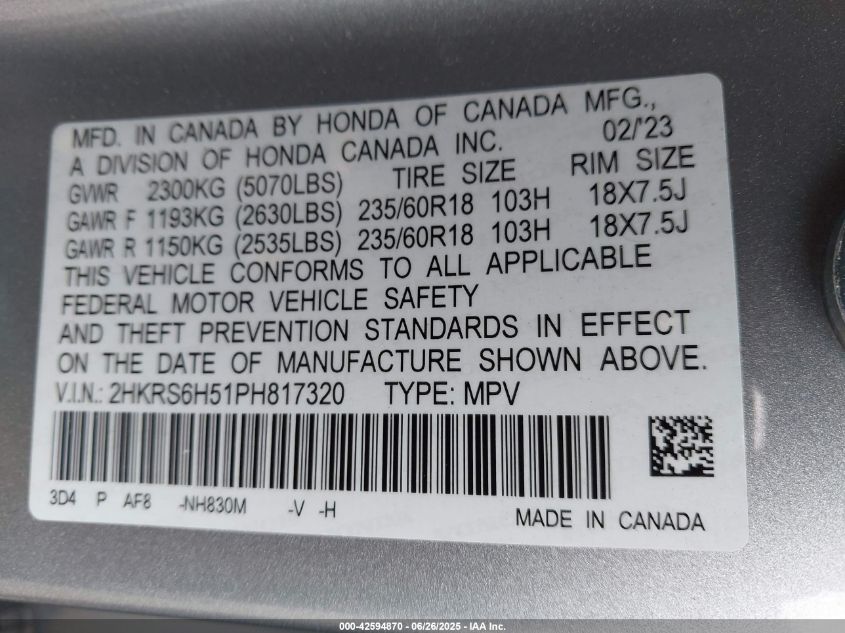 MFD. IN CANADA BY HONDA OF CANADA MFG.,
A DIVISION OF HONDA CANADA INC. 02/'23
GVWR 2300KG (5070LBS) TIRE SIZE RIM SIZE
GAWR F 1193KG (2630LBS) 235/60R18 103H 18X7.5J
GAWR R 1150KG (2535LBS) 235/60R18 103H 18X7.5J
THIS VEHICLE CONFORMS TO ALL APPLICABLE
FEDERAL MOTOR VEHICLE SAFETY
AND THEFT PREVENTION STANDARDS IN EFFECT
ON THE DATE OF MANUFACTURE SHOWN ABOVE.
V.I.N.: 2HKRS6H51PH817320 TYPE: MPV
3D4 P AF8 -NH830M -V -H
MADE IN CANADA
000-42594870 - 06/26/2025 - IAA Inc.